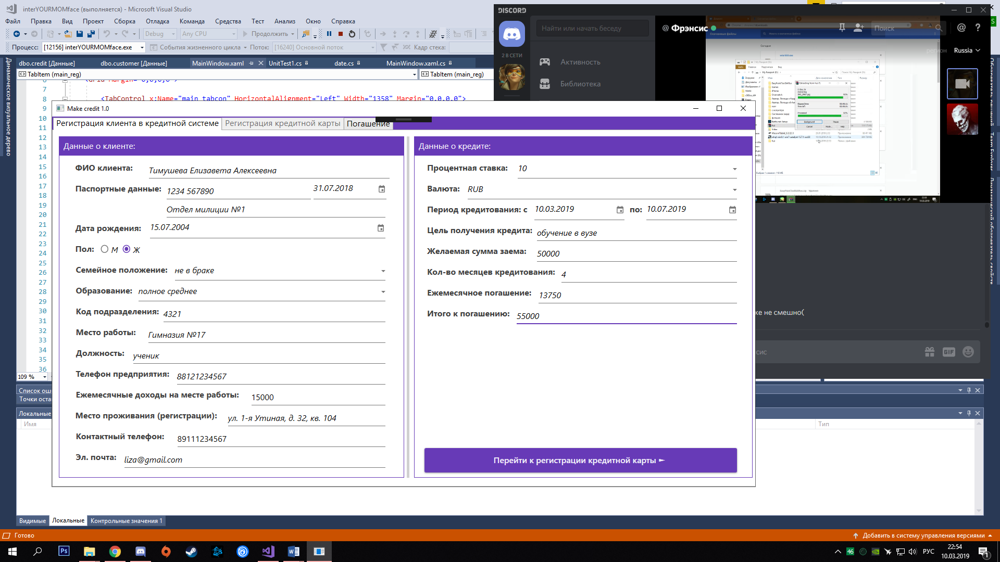 interYOURMOMface (выполняется) - Microsoft Visual Studio
Файл Правка Вид Проект Сборка Отладка Команда Средства Тест Анализ Окно Справка
Debug Any CPU Продолжить
Процесс: [12156] interYOURMOMface.exe События жизненного цикла Поток: [16240] Основной поток Кадр стека:
Динамическое визуальное дерево
dbo.credit [Данные] dbo.customer [Данные] MainWindow.xaml UnitTest1.cs date.cs MainWindow.xaml.cs
TabItem (main_reg) TabItem (main_reg)
7
8 <TabControl x:Name="main_tabcon" HorizontalAlignment="Left" Width="1358" Margin="0,0,0,0">
9
10
11
12
13
14
15
16
17
18
19
20
21
22
23
24
25
26
27
28
29
30
31
32
33
34
35
36
109 %
DISCORD
2 В СЕТИ
Найти или начать беседу
Активность
Библиотека
@ Фрэнсис
Поиск
регион Russia
же не смешно(
GIF
Make credit 1.0
Регистрация клиента в кредитной системе Регистрация кредитной карты Погашение
Данные о клиенте:
ФИО клиента: Тимушева Елизавета Алексеевна
Паспортные данные: 1234 567890 31.07.2018
Отдел милиции №1
Дата рождения: 15.07.2004
Пол: М Ж
Семейное положение: не в браке
Образование: полное среднее
Код подразделения: 4321
Место работы: Гимназия №17
Должность: ученик
Телефон предприятия: 88121234567
Ежемесячные доходы на месте работы: 15000
Место проживания (регистрации): ул. 1-я Утиная, д. 32, кв. 104
Контактный телефон: 89111234567
Эл. почта: liza@gmail.com
Данные о кредите:
Процентная ставка: 10
Валюта: RUB
Период кредитования: с 10.03.2019 по: 10.07.2019
Цель получения кредита: обучение в вузе
Желаемая сумма заема: 50000
Кол-во месяцев кредитования: 4
Ежемесячное погашение: 13750
Итого к погашению: 55000
Перейти к регистрации кредитной карты ►
Список ош
Точки оста
Локальные
Имя Тип
Видимые Локальные Контрольные значения 1
Готово Добавить в систему управления версиями
Ps 46 РУС 22:54
10.03.2019 1